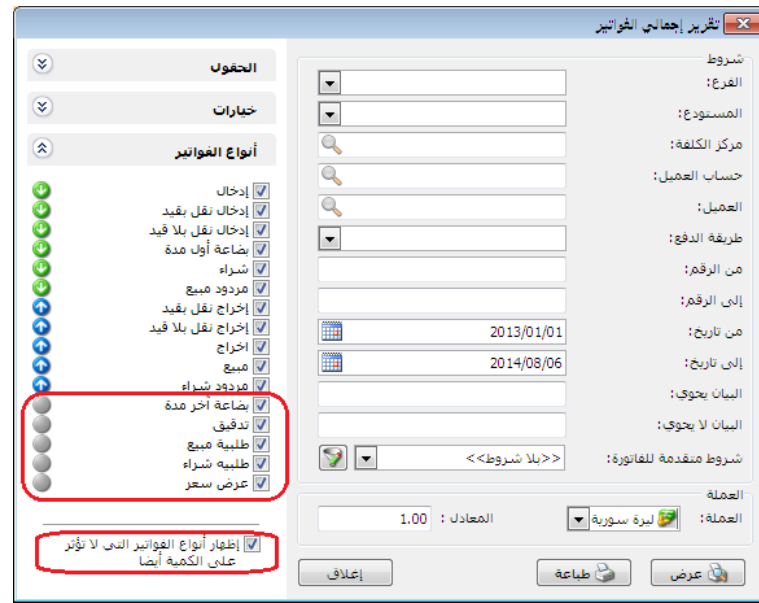 تقرير إجمالي الفواتير
شروط
الفرع:
المستودع:
مركز الكلفة:
حساب العميل:
العميل:
طريقة الدفع:
من الرقم:
إلى الرقم:
من تاريخ: 2013/01/01
إلى تاريخ: 2014/08/06
البيان يحوي:
البيان لا يحوي:
شروط متقدمة للفاتورة: <<بلا شروط>>
العملة
العملة: ليرة سورية المعادل : 1.00
عرض طباعة إغلاق
الحقول
خيارات
أنواع الفواتير
إدخال
إدخال نقل بقيد
إدخال نقل بلا قيد
بضاعة أول مدة
شراء
مردود مبيع
إخراج نقل بقيد
إخراج نقل بلا قيد
اخراج
مبيع
مردود شراء
بضاعة آخر مدة
تدقيق
طلبية مبيع
طلبيه شراء
عرض سعر
إظهار أنواع الفواتير التي لا تؤثر
على الكمية أيضا